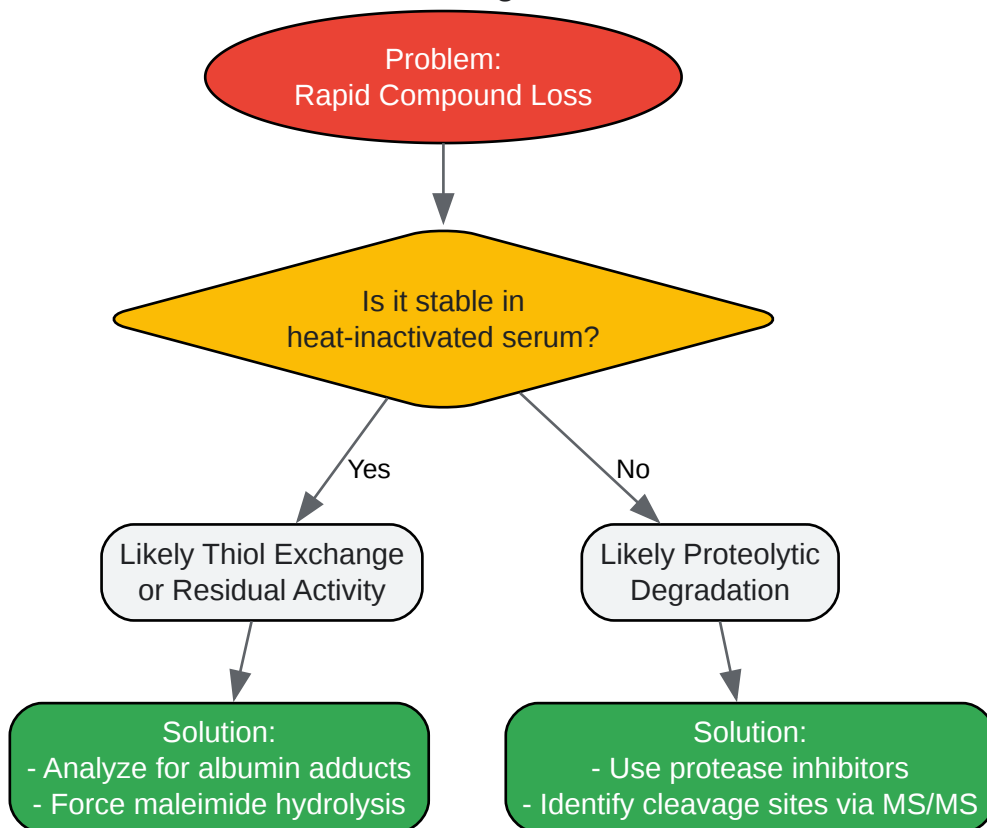 Problem:
Rapid Compound Loss
Is it stable in
heat-inactivated serum?
Yes
No
Likely Thiol Exchange
or Residual Activity
Likely Proteolytic
Degradation
Solution:
- Analyze for albumin adducts
- Force maleimide hydrolysis
Solution:
- Use protease inhibitors
- Identify cleavage sites via MS/MS